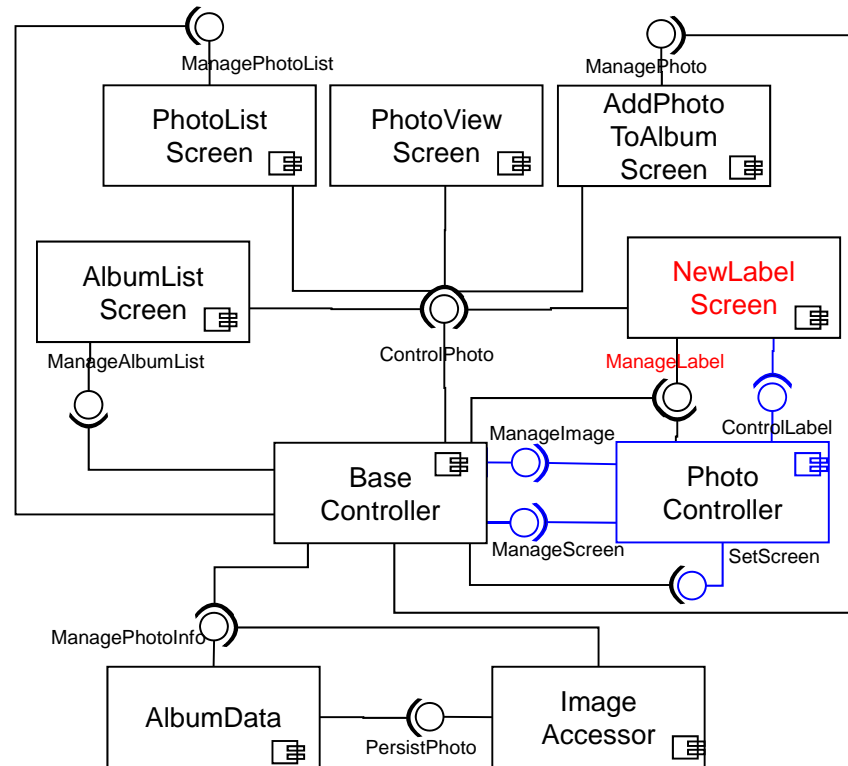 ManagePhotoList
ManagePhoto
PhotoList
Screen
PhotoView
Screen
AddPhoto
ToAlbum
Screen
AlbumList
Screen
NewLabel
Screen
ManageAlbumList
ControlPhoto
ManageLabel
ControlLabel
ManageImage
Base
Controller
Photo
Controller
ManageScreen
SetScreen
ManagePhotoInfo
AlbumData
PersistPhoto
Image
Accessor